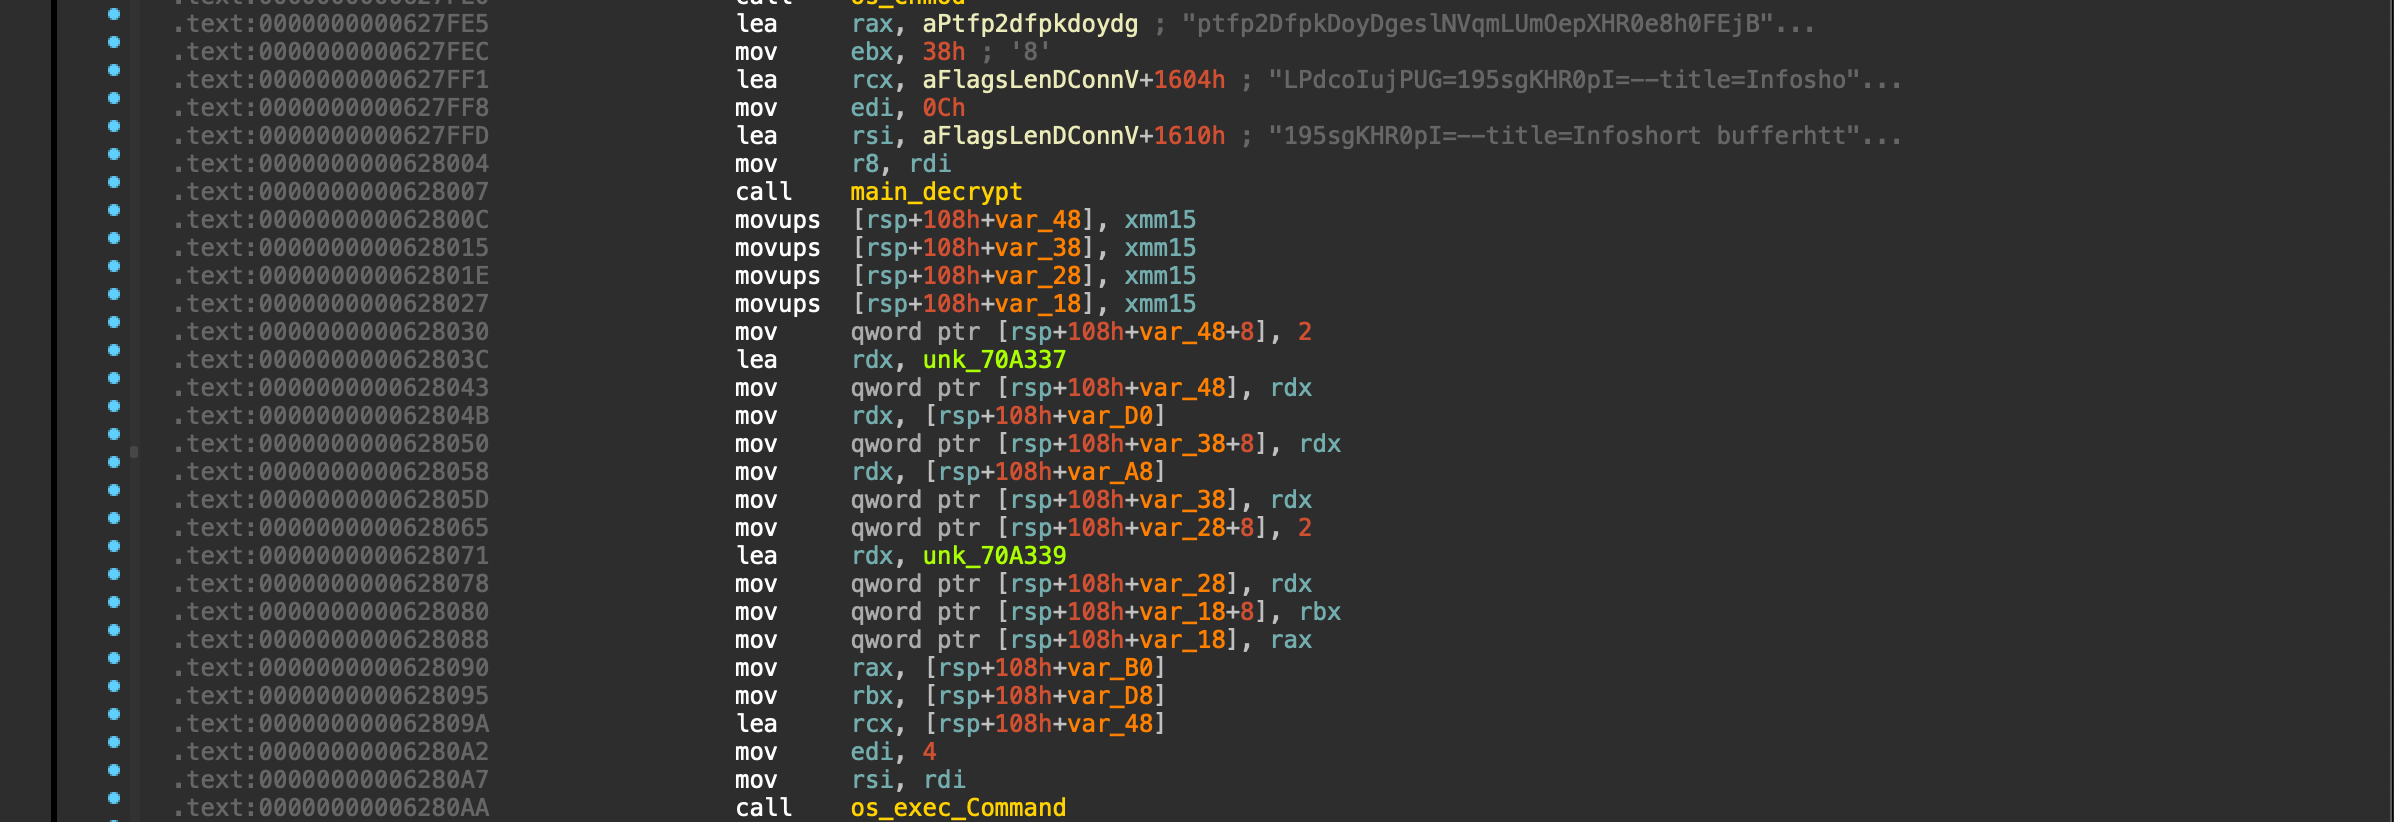 call os_chmod
.text:0000000000627FE5 lea rax, aPtfp2dfpkdoydg ; "ptfp2DfpkDoyDgeslNVqmLUmOepXHR0e8h0FEjB"...
.text:0000000000627FEC mov ebx, 38h ; '8'
.text:0000000000627FF1 lea rcx, aFlagsLenDConnV+1604h ; "LPdcoIujPUG=195sgKHR0pI=--title=Infosho"...
.text:0000000000627FF8 mov edi, 0Ch
.text:0000000000627FFD lea rsi, aFlagsLenDConnV+1610h ; "195sgKHR0pI=--title=Infoshort bufferhtt"...
.text:0000000000628004 mov r8, rdi
.text:0000000000628007 call main_decrypt
.text:000000000062800C movups [rsp+108h+var_48], xmm15
.text:0000000000628015 movups [rsp+108h+var_38], xmm15
.text:000000000062801E movups [rsp+108h+var_28], xmm15
.text:0000000000628027 movups [rsp+108h+var_18], xmm15
.text:0000000000628030 mov qword ptr [rsp+108h+var_48+8], 2
.text:000000000062803C lea rdx, unk_70A337
.text:0000000000628043 mov qword ptr [rsp+108h+var_48], rdx
.text:000000000062804B mov rdx, [rsp+108h+var_D0]
.text:0000000000628050 mov qword ptr [rsp+108h+var_38+8], rdx
.text:0000000000628058 mov rdx, [rsp+108h+var_A8]
.text:000000000062805D mov qword ptr [rsp+108h+var_38], rdx
.text:0000000000628065 mov qword ptr [rsp+108h+var_28+8], 2
.text:0000000000628071 lea rdx, unk_70A339
.text:0000000000628078 mov qword ptr [rsp+108h+var_28], rdx
.text:0000000000628080 mov qword ptr [rsp+108h+var_18+8], rbx
.text:0000000000628088 mov qword ptr [rsp+108h+var_18], rax
.text:0000000000628090 mov rax, [rsp+108h+var_B0]
.text:0000000000628095 mov rbx, [rsp+108h+var_D8]
.text:000000000062809A lea rcx, [rsp+108h+var_48]
.text:00000000006280A2 mov edi, 4
.text:00000000006280A7 mov rsi, rdi
.text:00000000006280AA call os_exec_Command